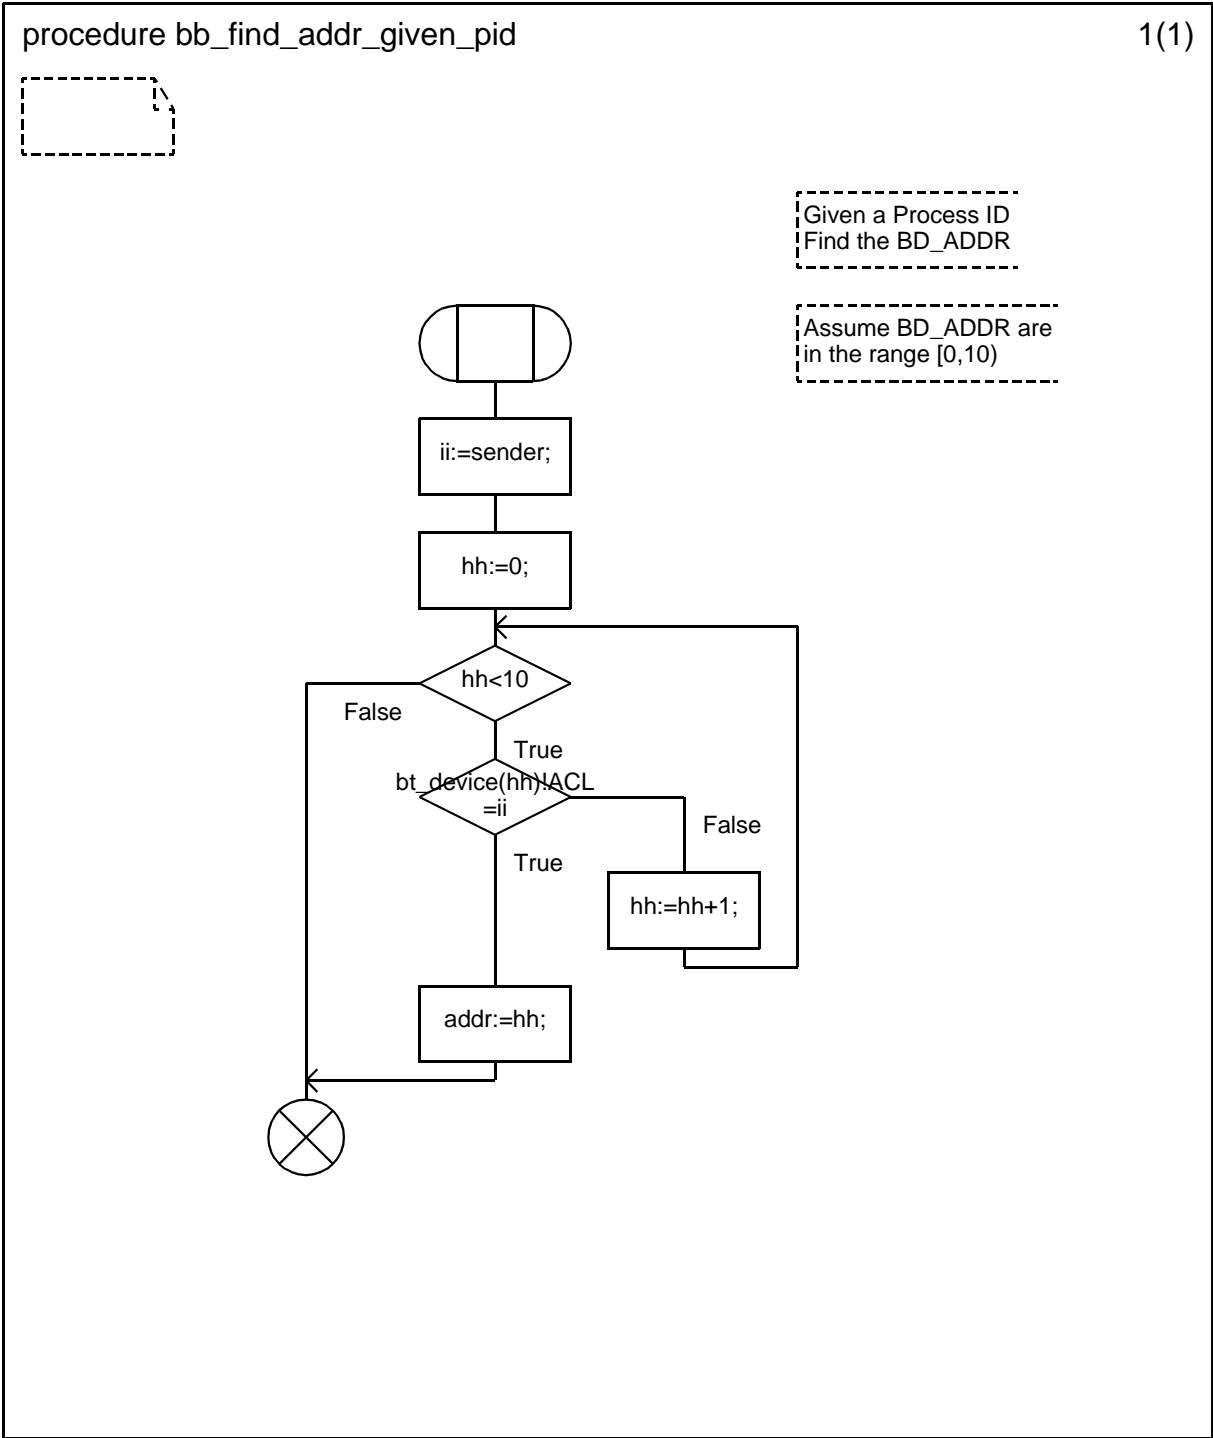 procedure bb_find_addr_given_pid
1(1)
Given a Process ID
Find the BD_ADDR
Assume BD_ADDR are
in the range [0,10)
ii:=sender;
hh:=0;
hh<10
False
True
bt_device(hh)!ACL
=ii
False
True
hh:=hh+1;
addr:=hh;